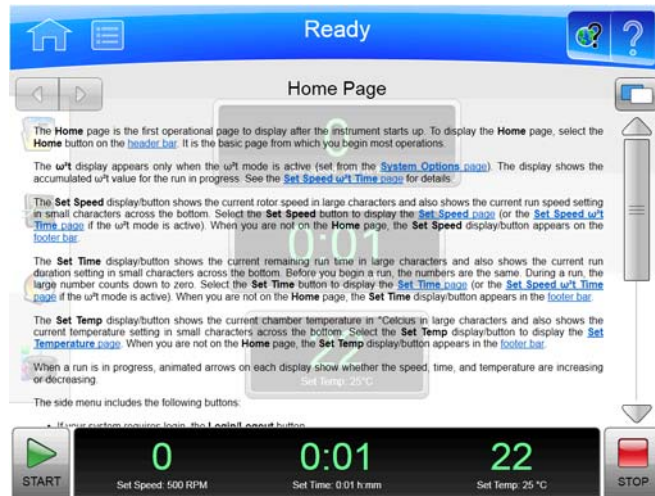 Ready
Home Page
The Home page is the first operational page to display after the instrument starts up. To display the Home page, select the
Home button on the header bar. It is the basic page from which you begin most operations.
The ω²t display appears only when the ω²t mode is active (set from the System Options page). The display shows the
accumulated ω²t value for the run in progress. See the Set Speed ω²t Time page for details.
The Set Speed display/button shows the current rotor speed in large characters and also shows the current run speed setting
in small characters across the bottom. Select the Set Speed button to display the Set Speed page (or the Set Speed ω²t
Time page if the ω²t mode is active). When you are not on the Home page, the Set Speed display/button appears on the
footer bar.
The Set Time display/button shows the current remaining run time in large characters and also shows the current run
duration setting in small characters across the bottom. Before you begin a run, the numbers are the same. During a run, the
large number counts down to zero. Select the Set Time button to display the Set Time page (or the Set Speed ω²t Time
page if the ω²t mode is active). When you are not on the Home page, the Set Time display/button appears in the footer bar.
The Set Temp display/button shows the current chamber temperature in °Celcius in large characters and also shows the
current temperature setting in small characters across the bottom. Select the Set Temp display/button to display the Set
Temperature page. When you are not on the Home page, the Set Temp display/button appears in the footer bar.
When a run is in progress, animated arrows on each display show whether the speed, time, and temperature are increasing
or decreasing.
The side menu includes the following buttons:
• If your system requires login, the Login/Logout button
0
0:01
22
Set Temp: 25°C
START
0
Set Speed: 500 RPM
0:01
Set Time: 0:01 h:mm
22
Set Temp: 25 °C
STOP